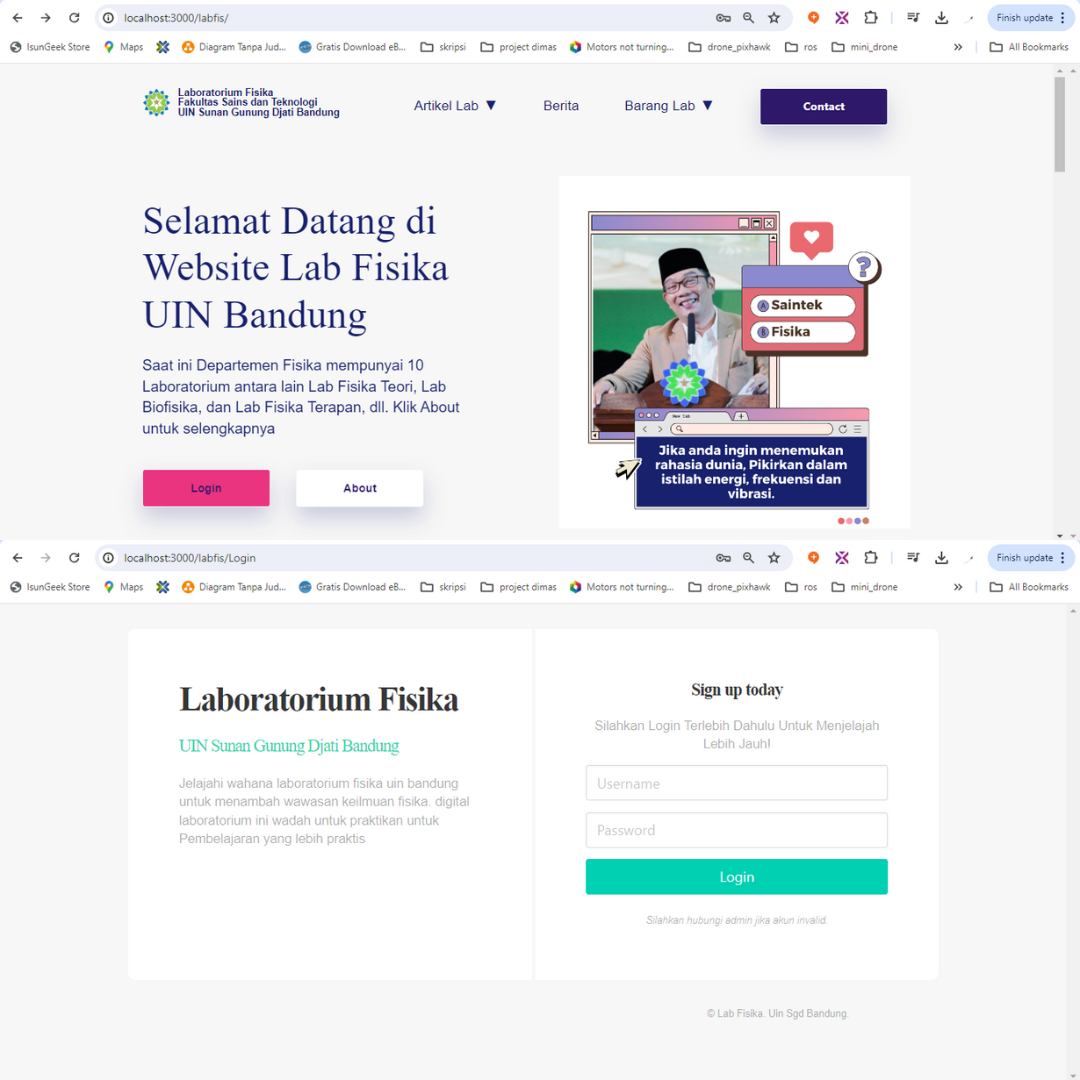 localhost:3000/labfis/
Finish update
IsunGeek Store
Maps
Diagram Tanpa Jud...
Gratis Download eB...
skripsi
project dimas
Motors not turning...
drone_pixhawk
ros
mini_drone
»
All Bookmarks
Laboratorium Fisika
Fakultas Sains dan Teknologi
UIN Sunan Gunung Djati Bandung
Artikel Lab ▼
Berita
Barang Lab ▼
Contact
Selamat Datang di
Website Lab Fisika
UIN Bandung
Saat ini Departemen Fisika mempunyai 10
Laboratorium antara lain Lab Fisika Teori, Lab
Biofisika, dan Lab Fisika Terapan, dll. Klik About
untuk selengkapnya
Login
About
?
A Saintek
B Fisika
New Tab
Jika anda ingin menemukan
rahasia dunia, Pikirkan dalam
istilah energi, frekuensi dan
vibrasi.
localhost:3000/labfis/Login
Finish update
IsunGeek Store
Maps
Diagram Tanpa Jud...
Gratis Download eB...
skripsi
project dimas
Motors not turning...
drone_pixhawk
ros
mini_drone
»
All Bookmarks
Laboratorium Fisika
UIN Sunan Gunung Djati Bandung
Jelajahi wahana laboratorium fisika uin bandung
untuk menambah wawasan keilmuan fisika. digital
laboratorium ini wadah untuk praktikan untuk
Pembelajaran yang lebih praktis
Sign up today
Silahkan Login Terlebih Dahulu Untuk Menjelajah
Lebih Jauh!
Username
Password
Login
Silahkan hubungi admin jika akun invalid.
© Lab Fisika. Uin Sgd Bandung.